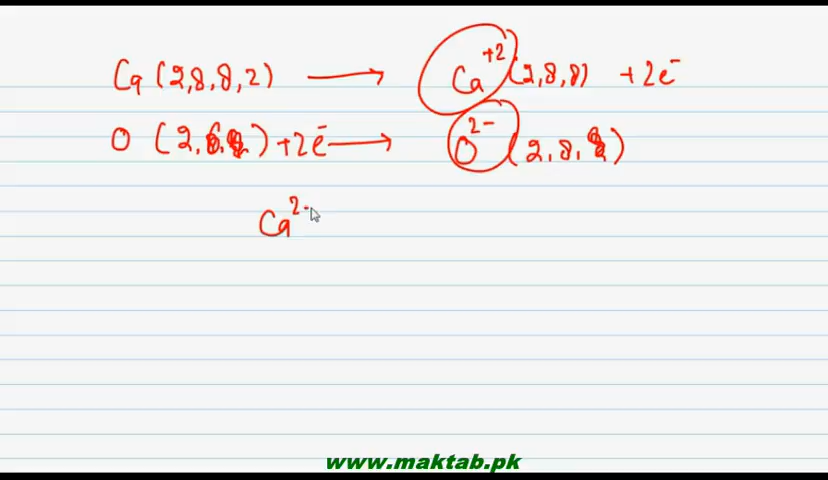 Ca (2,8,8,2) ⟶ Ca⁺² (2,8,8) + 2e⁻
O (2,6) + 2e⁻ ⟶ O²⁻ (2,8)
Ca²
www.maktab.pk